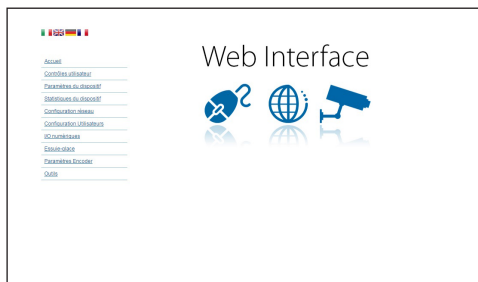 Web Interface
Accueil
Contrôles utilisateur
Paramètres du dispositif
Statistiques du dispositif
Configuration réseau
Configuration Utilisateurs
I/O numériques
Essuie-glace
Paramètres Encoder
Outils